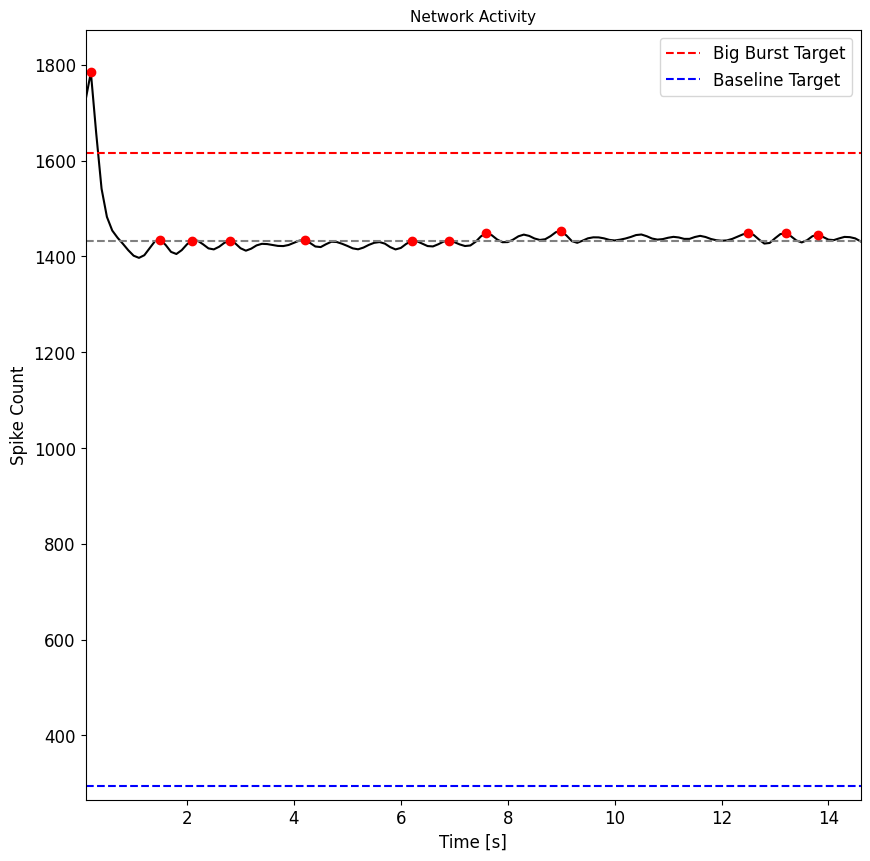 Network Activity
Big Burst Target
Baseline Target
Spike Count
1800
1600
1400
1200
1000
800
600
400
2 4 6 8 10 12 14
Time [s]